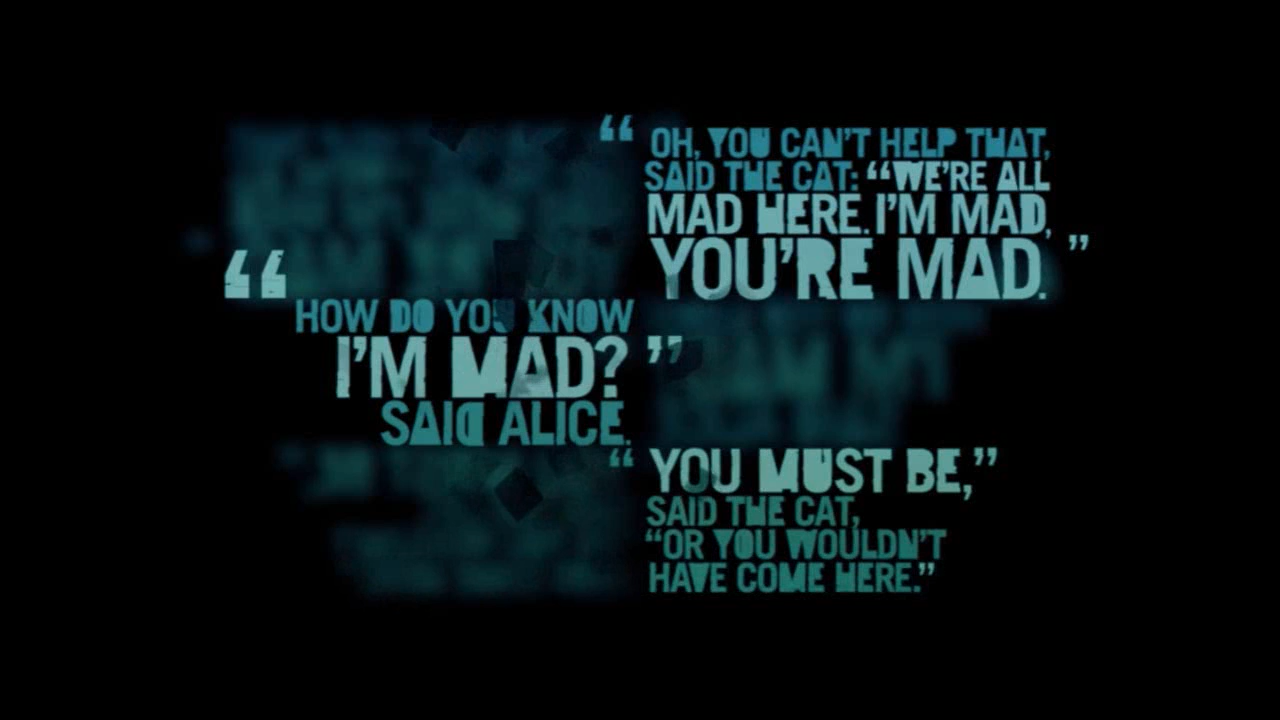 “ OH, YOU CAN’T HELP THAT,
SAID THE CAT: “WE’RE ALL
MAD HERE. I’M MAD,
YOU’RE MAD. ”
“ HOW DO YOU KNOW
I’M MAD? ”
SAID ALICE.
“ YOU MUST BE,”
SAID THE CAT,
“OR YOU WOULDN’T
HAVE COME HERE.”